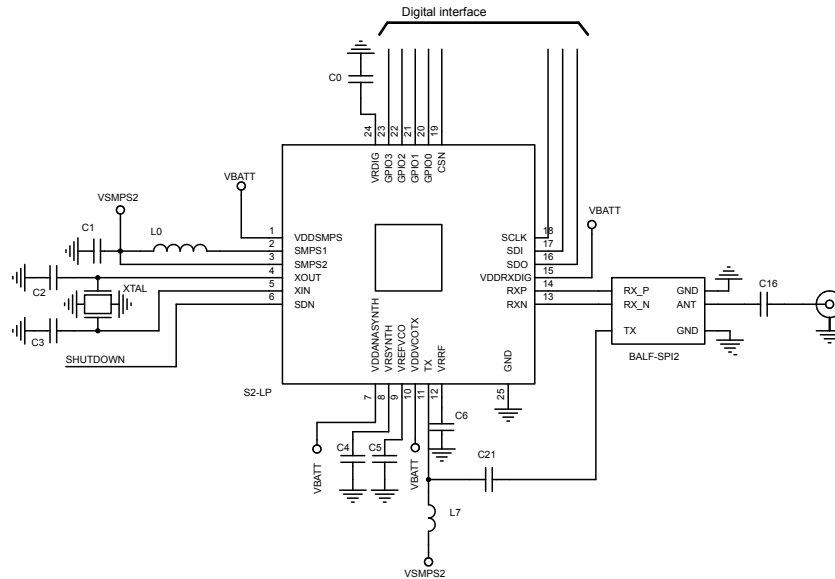 Digital interface
C0
24
23
22
21
20
19
VRDIG
GPIO3
GPIO2
GPIO1
GPIO0
CSN
VBATT
VSMPS2
C1
L0
1
VDDSMPS
2
SMPS1
3
SMPS2
4
XOUT
5
XIN
6
SDN
C2
XTAL
C3
SHUTDOWN
SCLK
18
SDI
17
SDO
16
VDDRXDIG
15
RXP
14
RXN
13
VBATT
RX_P
GND
RX_N
ANT
TX
GND
BALF-SPI2
C16
VDDANASYNTH
VRSYNTH
VREFVCO
VDDVCOTX
TX
VRRF
GND
S2-LP
7
8
9
10
11
12
25
VBATT
C4
C5
VBATT
C6
C21
L7
VSMPS2